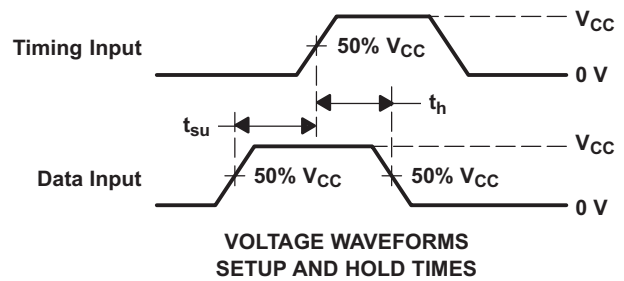 V_CC
Timing Input
50% V_CC
0 V
t_h
t_su
V_CC
Data Input
50% V_CC
50% V_CC
0 V
VOLTAGE WAVEFORMS
SETUP AND HOLD TIMES